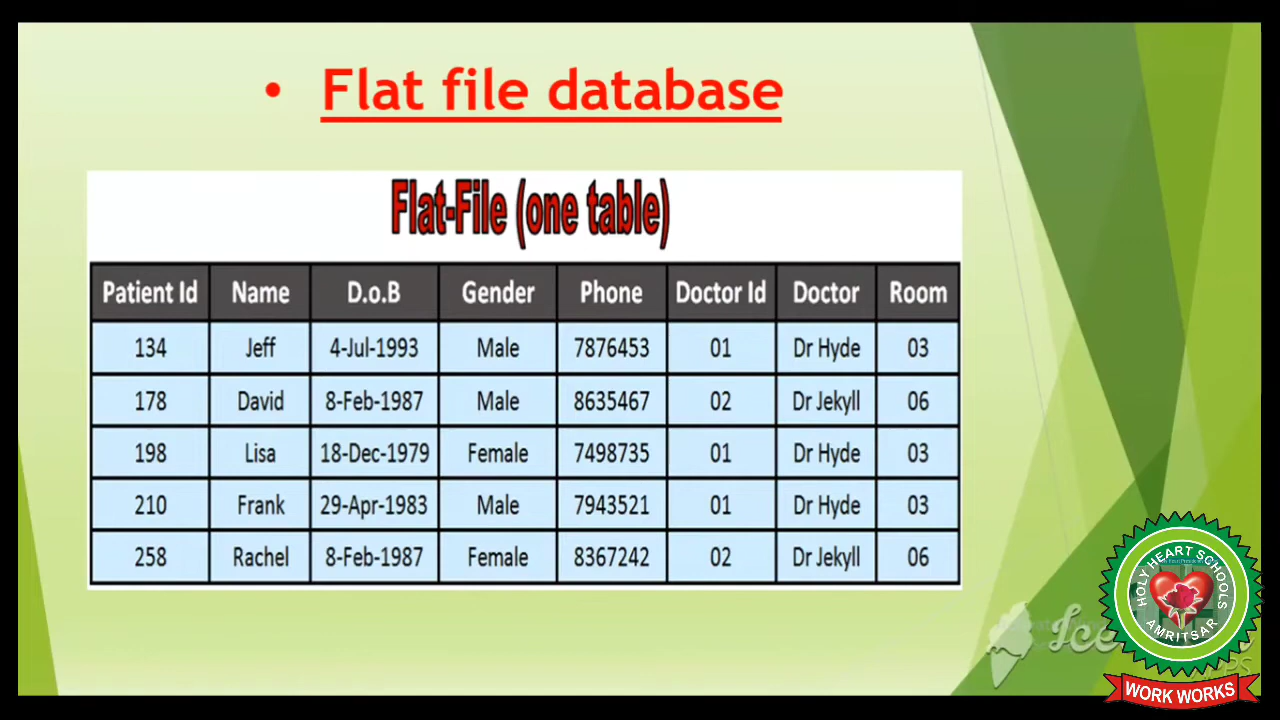 • Flat file database
Flat-File (one table)
Patient Id Name D.o.B Gender Phone Doctor Id Doctor Room
134 Jeff 4-Jul-1993 Male 7876453 01 Dr Hyde 03
178 David 8-Feb-1987 Male 8635467 02 Dr Jekyll 06
198 Lisa 18-Dec-1979 Female 7498735 01 Dr Hyde 03
210 Frank 29-Apr-1983 Male 7943521 01 Dr Hyde 03
258 Rachel 8-Feb-1987 Female 8367242 02 Dr Jekyll 06
HOLY HEART SCHOOLS
AMRITSAR
WORK WORKS